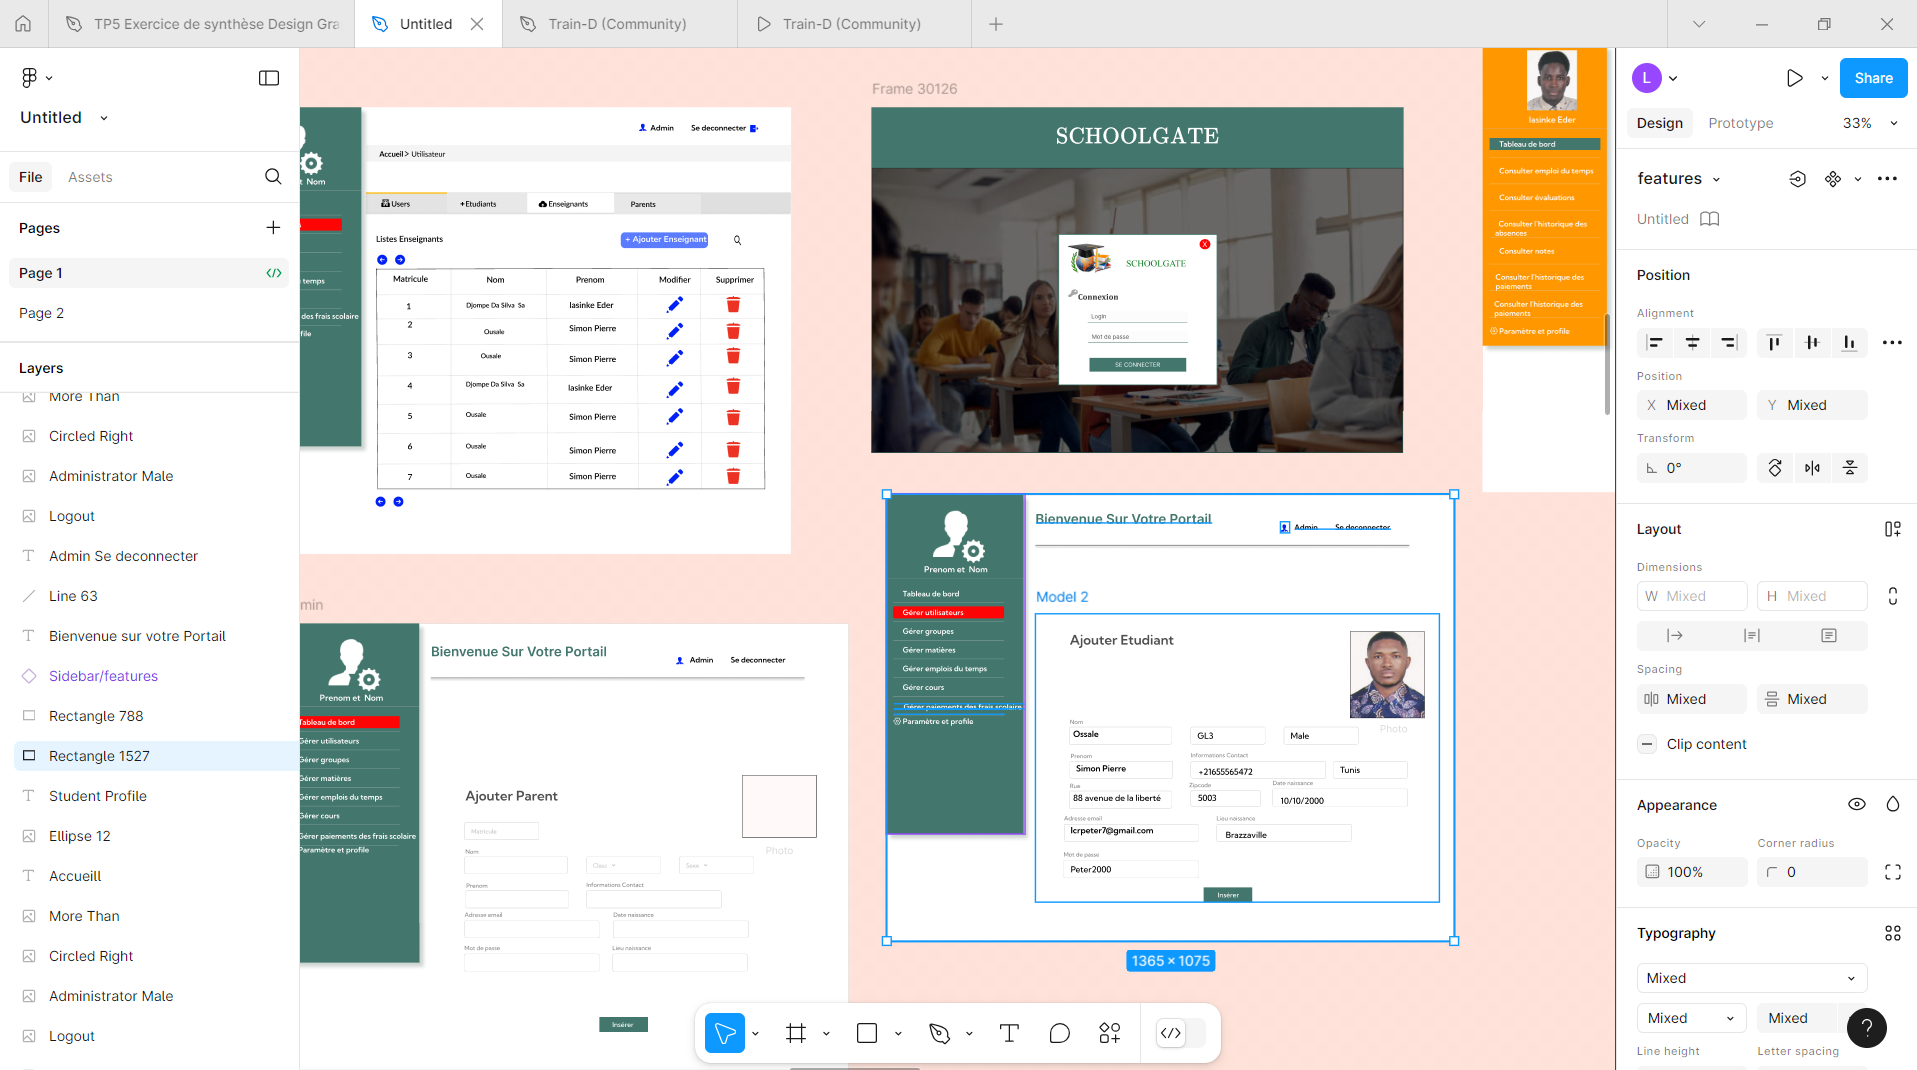 TP5 Exercice de synthèse Design Gra
Untitled
Train-D (Community)
Train-D (Community)
Untitled
File
Assets
Pages
Page 1
Page 2
Layers
More Than
Circled Right
Administrator Male
Logout
Admin Se deconnecter
Line 63
Bienvenue sur votre Portail
Sidebar/features
Rectangle 788
Rectangle 1527
Student Profile
Ellipse 12
Accueill
More Than
Circled Right
Administrator Male
Logout
t Nom
temps
des frais scolaire
file
Admin Se deconnecter
Accueil > Utilisateur
Users
+Etudiants
Enseignants
Parents
Listes Enseignants
+ Ajouter Enseignant
Matricule Nom Prenom Modifier Supprimer
1 Djompe Da Silva Sa Iasinke Eder
2 Ousale Simon Pierre
3 Ousale Simon Pierre
4 Djompe Da Silva Sa Iasinke Eder
5 Ousale Simon Pierre
6 Ousale Simon Pierre
7 Ousale Simon Pierre
Frame 30126
SCHOOLGATE
SCHOOLGATE
X
Connexion
Login
Mot de passe
SE CONNECTER
Iasinke Eder
Tableau de bord
Consulter emploi du temps
Consulter évaluations
Consulter l'historique des
absences
Consulter notes
Consulter l'historique des
paiements
Consulter l'historique des
paiements
Paramètre et profile
min
Prenom et Nom
Tableau de bord
Gérer utilisateurs
Gérer groupes
Gérer matières
Gérer emplois du temps
Gérer cours
Gérer paiements des frais scolaire
Paramètre et profile
Bienvenue Sur Votre Portail
Admin Se deconnecter
Ajouter Parent
Photo
Matricule
Nom
Class
Sexe
Prenom
Informations Contact
Adresse email
Date naissance
Mot de passe
Lieu naissance
Insérer
Prenom et Nom
Tableau de bord
Gérer utilisateurs
Gérer groupes
Gérer matières
Gérer emplois du temps
Gérer cours
Gérer paiements des frais scolaire
Paramètre et profile
Bienvenue Sur Votre Portail
Admin Se deconnecter
Model 2
Ajouter Etudiant
Photo
Nom
Ossale GL3 Male
Prenom
Informations Contact
Simon Pierre +21655565472 Tunis
Rue
Zipcode
Date naissance
88 avenue de la liberté 5003 10/10/2000
Adresse email
Lieu naissance
lcrpeter7@gmail.com Brazzaville
Mot de passe
Peter2000
Insérer
1365 × 1075
L
Share
Design
Prototype
33%
features
Untitled
Position
Alignment
Position
X Mixed
Y Mixed
Transform
0°
Layout
Dimensions
W Mixed
H Mixed
Spacing
Mixed
Mixed
Clip content
Appearance
Opacity
Corner radius
100%
0
Typography
Mixed
Mixed
Mixed
Line height
Letter spacing
?